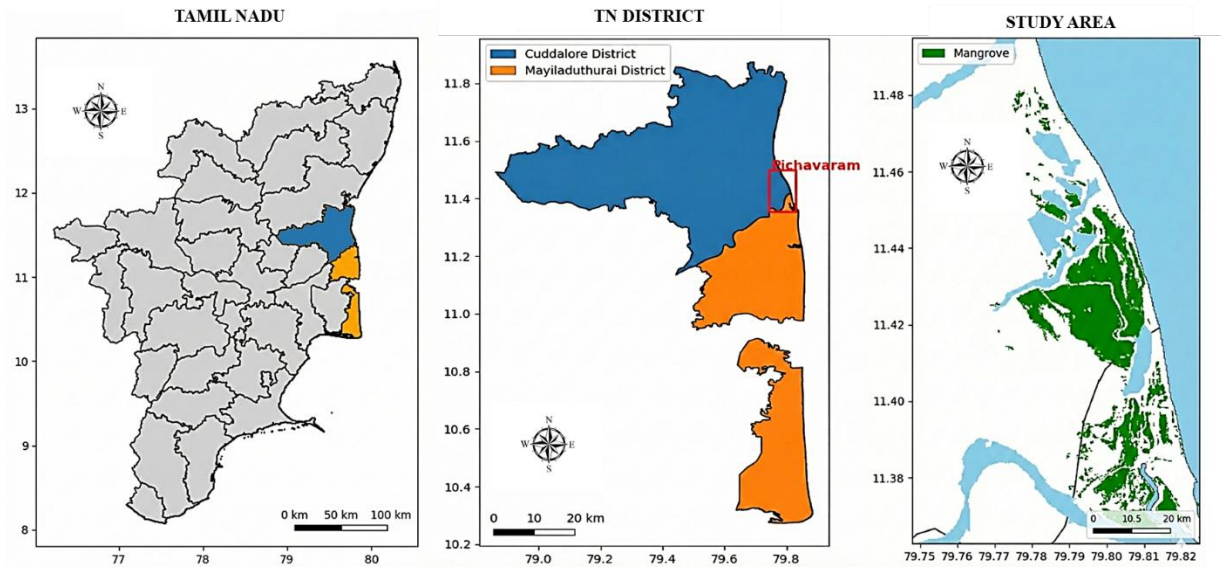 TAMIL NADU
N
W E
S
13
12
11
10
9
8
0 km 50 km 100 km
77 78 79 80
TN DISTRICT
Cuddalore District
Mayiladuthurai District
Pichavaram
11.8
11.6
11.4
11.2
11.0
10.8
10.6
10.4
10.2
N
W E
S
0 10 20 km
79.0 79.2 79.4 79.6 79.8
STUDY AREA
Mangrove
N
W E
S
11.48
11.46
11.44
11.42
11.40
11.38
0 10.5 20 km
79.75 79.76 79.77 79.78 79.79 79.80 79.81 79.82